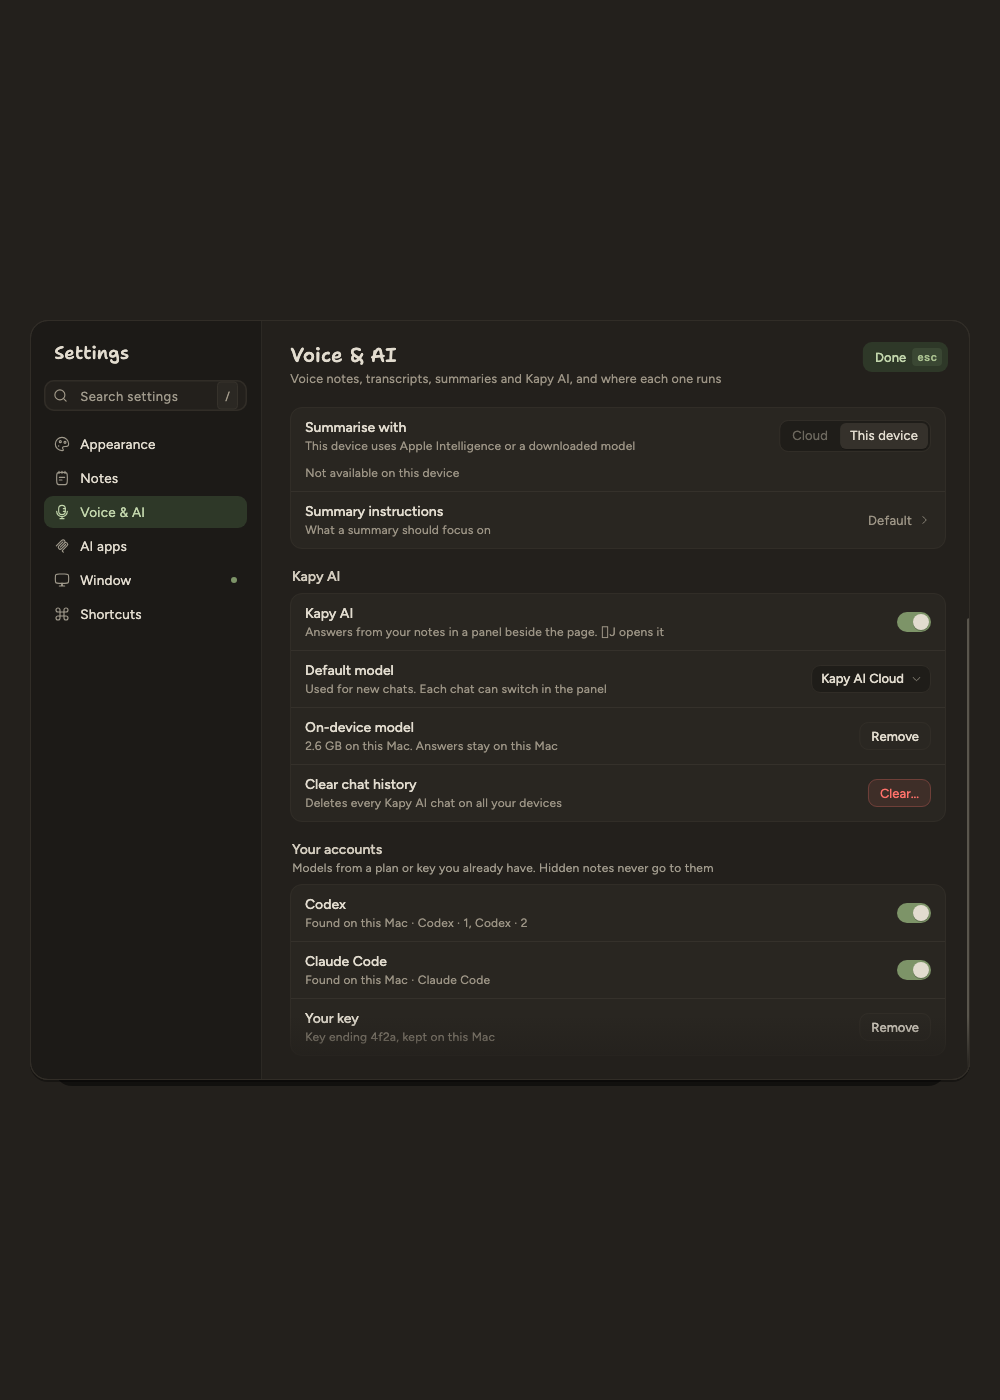 Settings
Search settings /
Appearance
Notes
Voice & AI
AI apps
Window
Shortcuts
Voice & AI
Voice notes, transcripts, summaries and Kapy AI, and where each one runs
Done esc
Summarise with
This device uses Apple Intelligence or a downloaded model
Cloud This device
Not available on this device
Summary instructions
What a summary should focus on
Default
Kapy AI
Kapy AI
Answers from your notes in a panel beside the page. J opens it
Default model
Used for new chats. Each chat can switch in the panel
Kapy AI Cloud
On-device model
2.6 GB on this Mac. Answers stay on this Mac
Remove
Clear chat history
Deletes every Kapy AI chat on all your devices
Clear...
Your accounts
Models from a plan or key you already have. Hidden notes never go to them
Codex
Found on this Mac · Codex · 1, Codex · 2
Claude Code
Found on this Mac · Claude Code
Your key
Key ending 4f2a, kept on this Mac
Remove